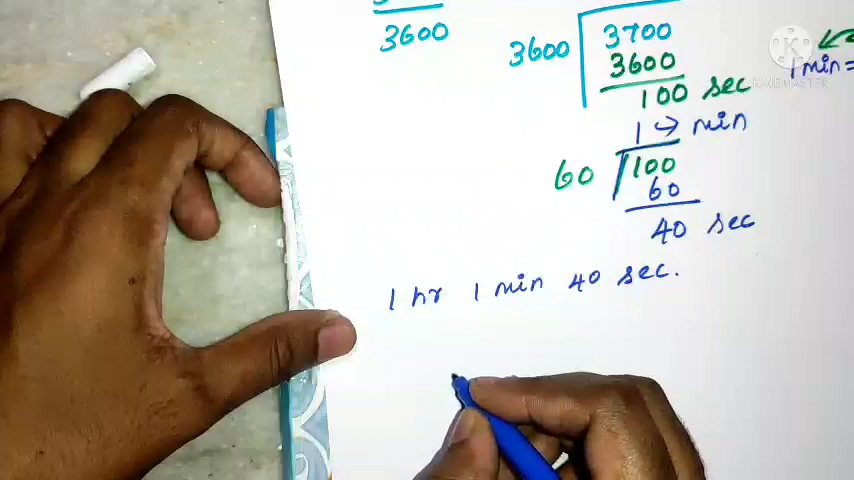 3600
3600 3700
3600
100 sec
1 min =
1 → min
60 100
60
40 sec
1 hr 1 min 40 sec.
KINEMASTER